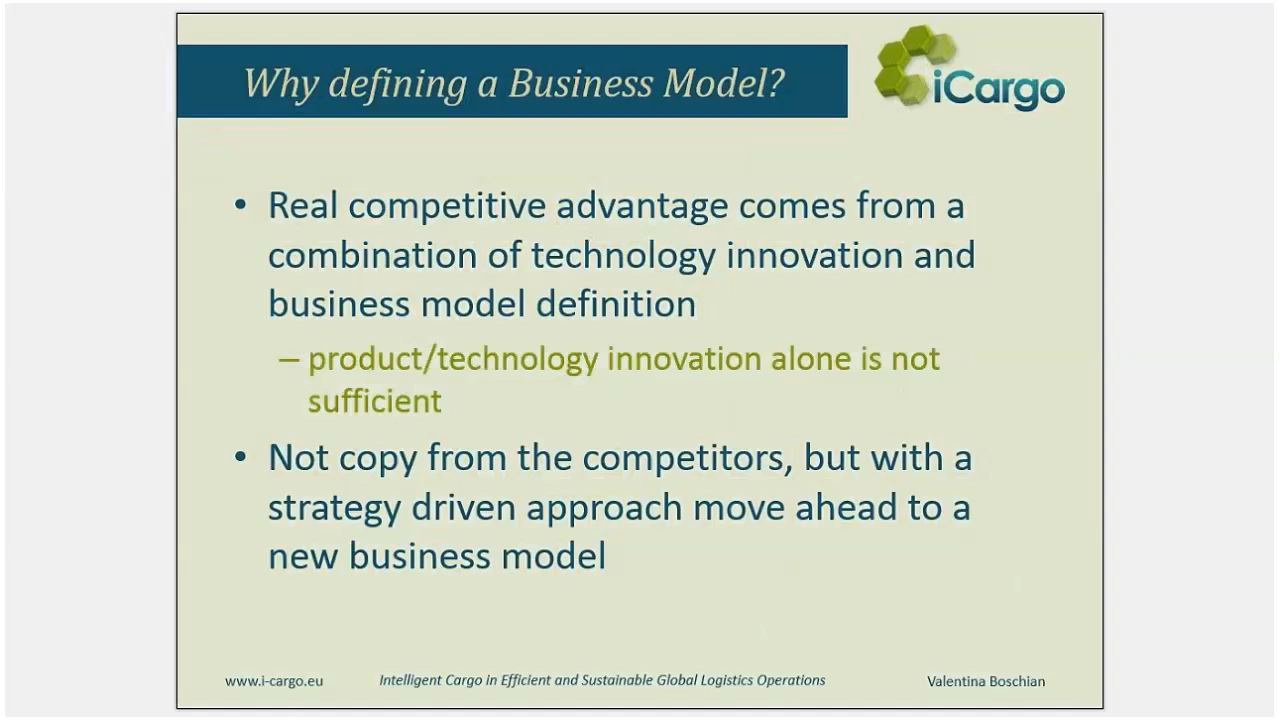 Why defining a Business Model?
iCargo
• Real competitive advantage comes from a
combination of technology innovation and
business model definition
– product/technology innovation alone is not
sufficient
• Not copy from the competitors, but with a
strategy driven approach move ahead to a
new business model
www.i-cargo.eu
Intelligent Cargo in Efficient and Sustainable Global Logistics Operations
Valentina Boschian